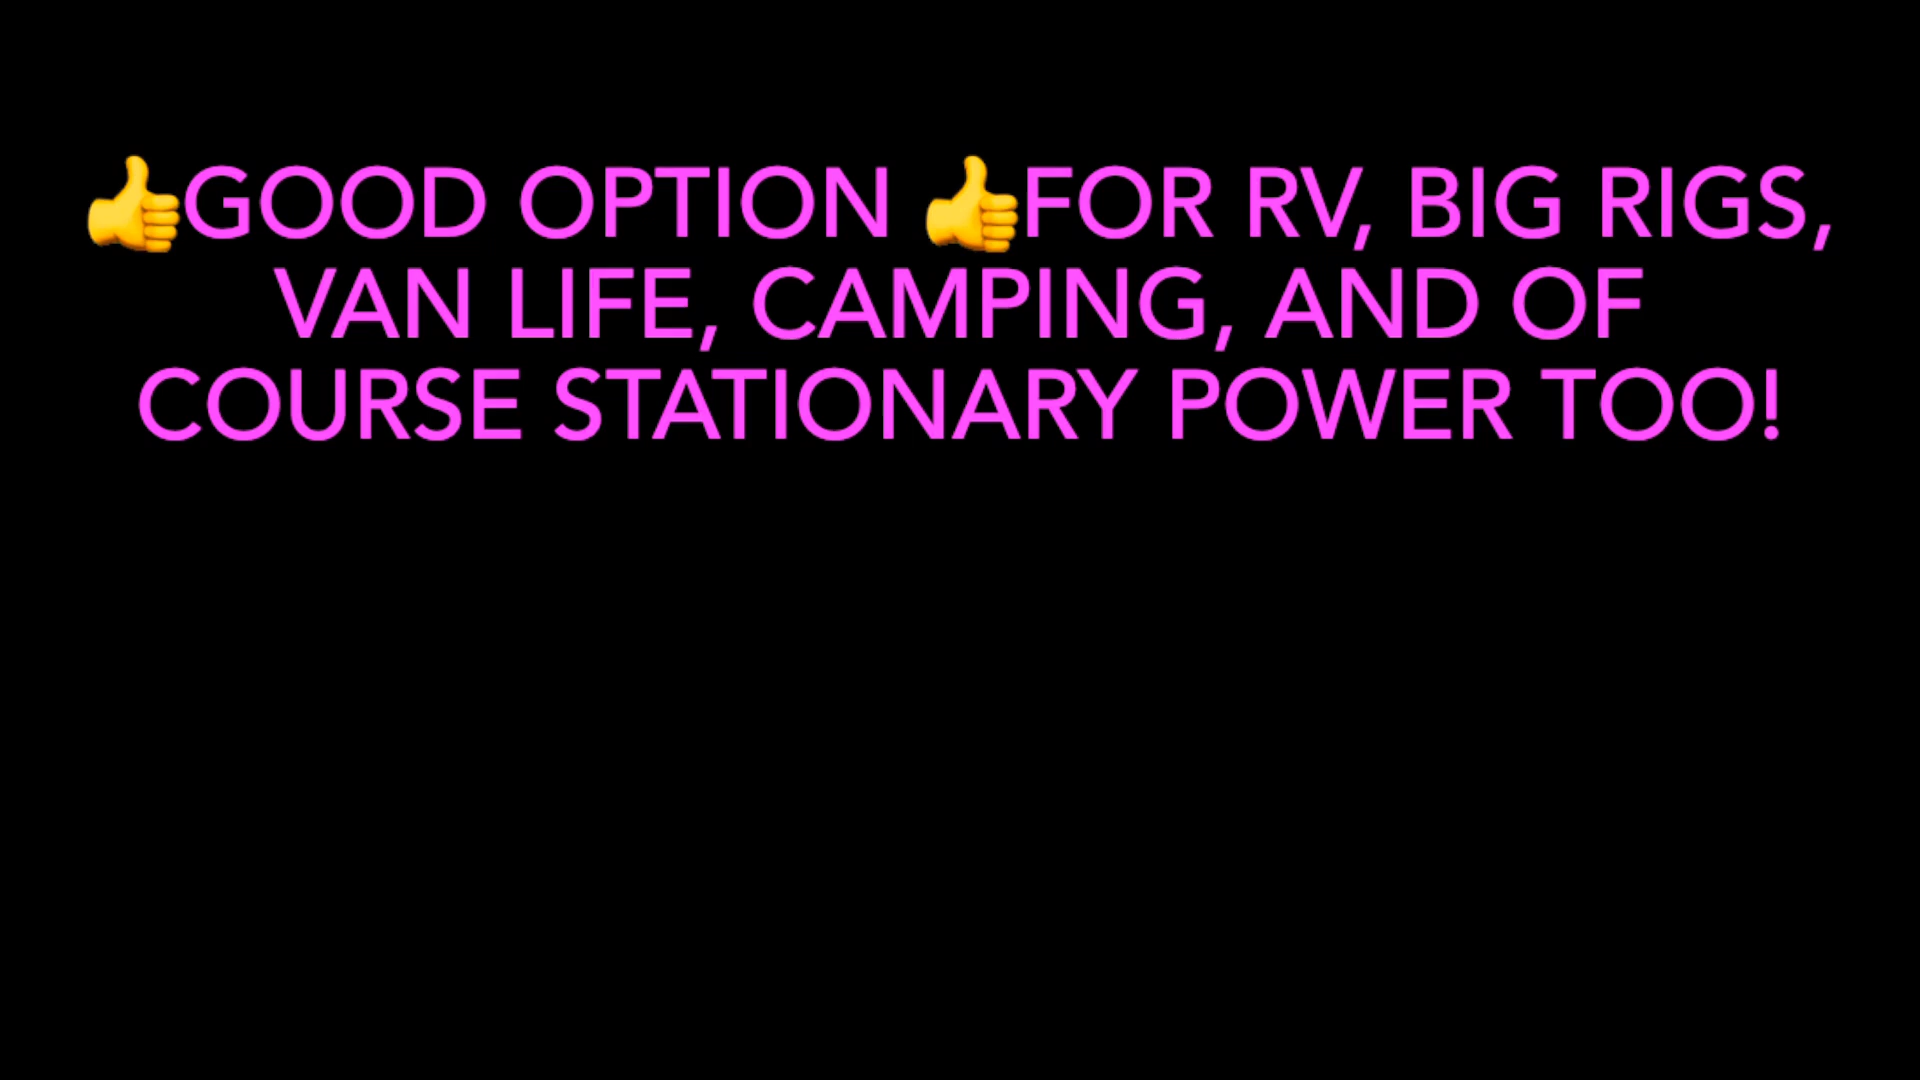 👍GOOD OPTION 👍FOR RV, BIG RIGS,
VAN LIFE, CAMPING, AND OF
COURSE STATIONARY POWER TOO!